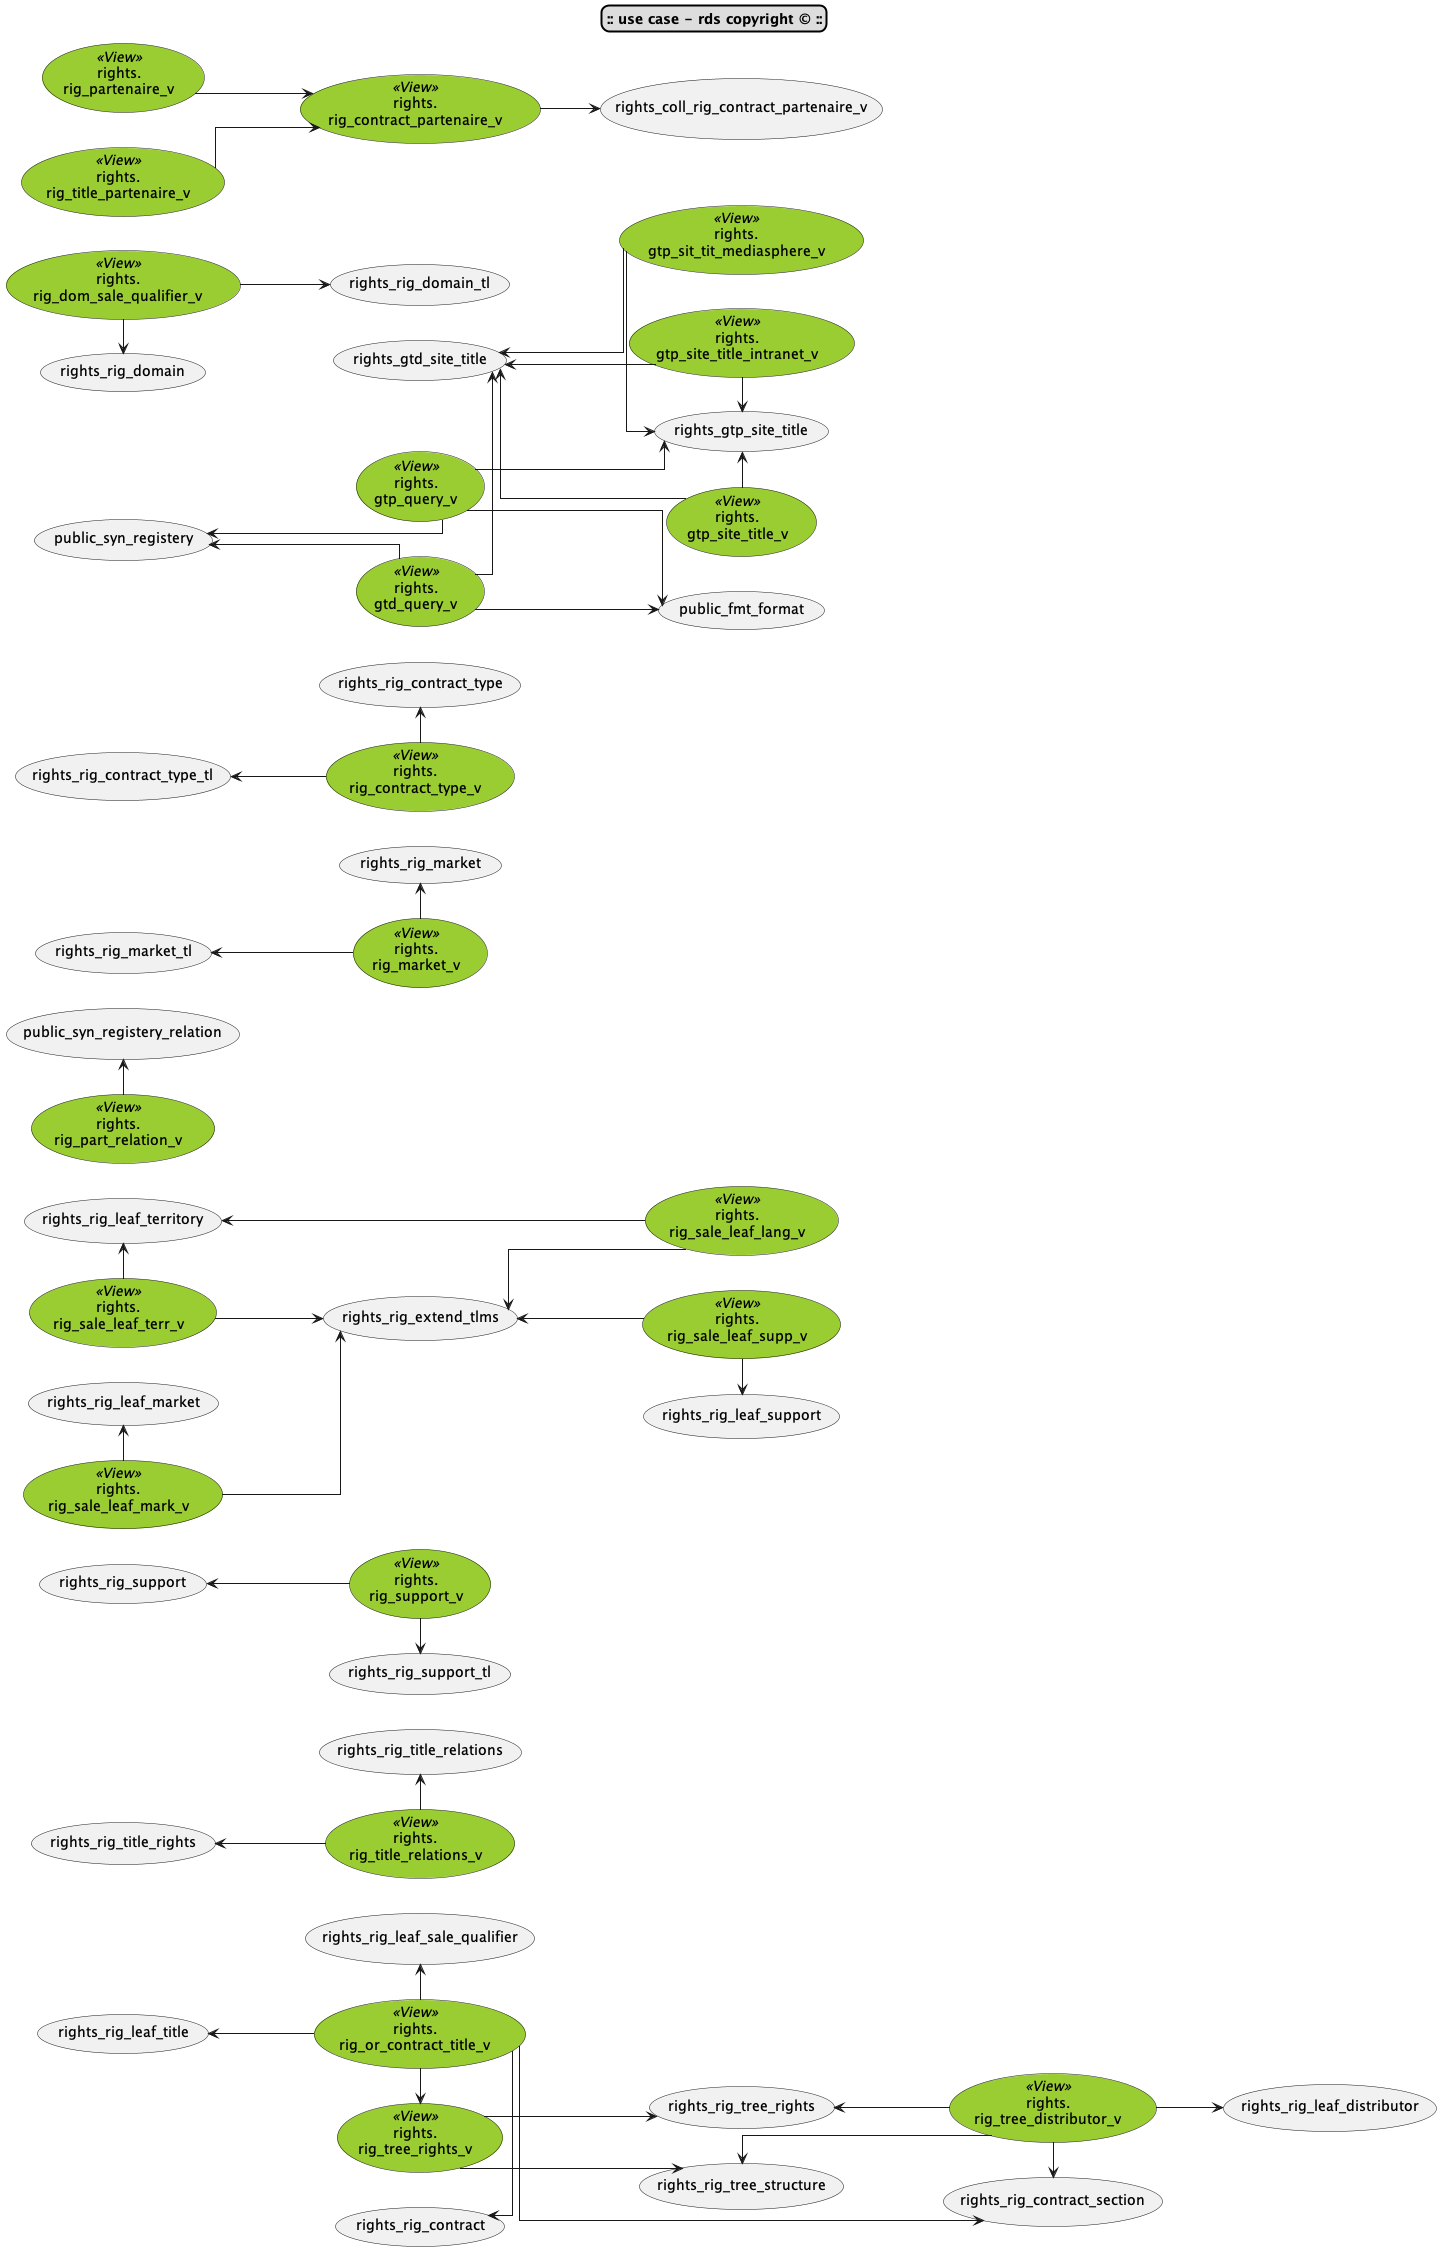 :: use case - rds copyright © ::
«View»
rights.
rig_partenaire_v
«View»
rights.
rig_contract_partenaire_v
rights_coll_rig_contract_partenaire_v
«View»
rights.
rig_title_partenaire_v
«View»
rights.
gtp_sit_tit_mediasphere_v
«View»
rights.
rig_dom_sale_qualifier_v
rights_rig_domain_tl
«View»
rights.
gtp_site_title_intranet_v
rights_gtd_site_title
rights_rig_domain
rights_gtp_site_title
«View»
rights.
gtp_query_v
«View»
rights.
gtp_site_title_v
public_syn_registery
«View»
rights.
gtd_query_v
public_fmt_format
rights_rig_contract_type
«View»
rights.
rig_contract_type_v
rights_rig_contract_type_tl
rights_rig_market
«View»
rights.
rig_market_v
rights_rig_market_tl
public_syn_registery_relation
«View»
rights.
rig_part_relation_v
rights_rig_leaf_territory
«View»
rights.
rig_sale_leaf_lang_v
«View»
rights.
rig_sale_leaf_terr_v
rights_rig_extend_tlms
«View»
rights.
rig_sale_leaf_supp_v
rights_rig_leaf_market
rights_rig_leaf_support
«View»
rights.
rig_sale_leaf_mark_v
rights_rig_support
«View»
rights.
rig_support_v
rights_rig_support_tl
rights_rig_title_relations
rights_rig_title_rights
«View»
rights.
rig_title_relations_v
rights_rig_leaf_sale_qualifier
rights_rig_leaf_title
«View»
rights.
rig_or_contract_title_v
«View»
rights.
rig_tree_rights_v
rights_rig_tree_rights
«View»
rights.
rig_tree_distributor_v
rights_rig_leaf_distributor
rights_rig_tree_structure
rights_rig_contract_section
rights_rig_contract